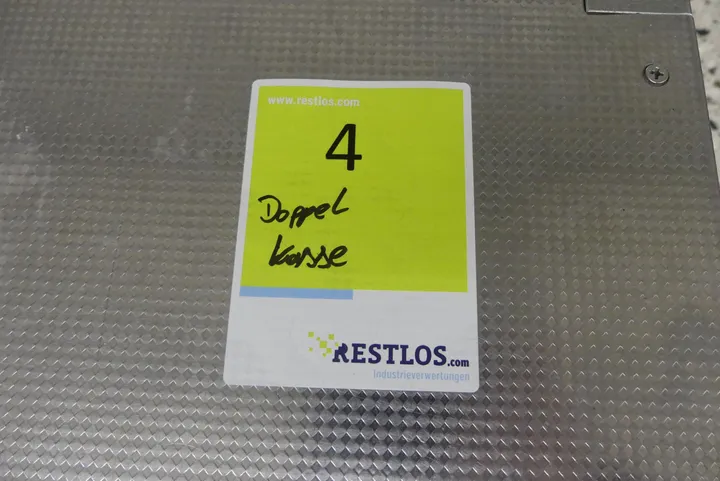 www.restlos.com
4
Doppel
Kasse
RESTLOS.com
industrieverwertungen